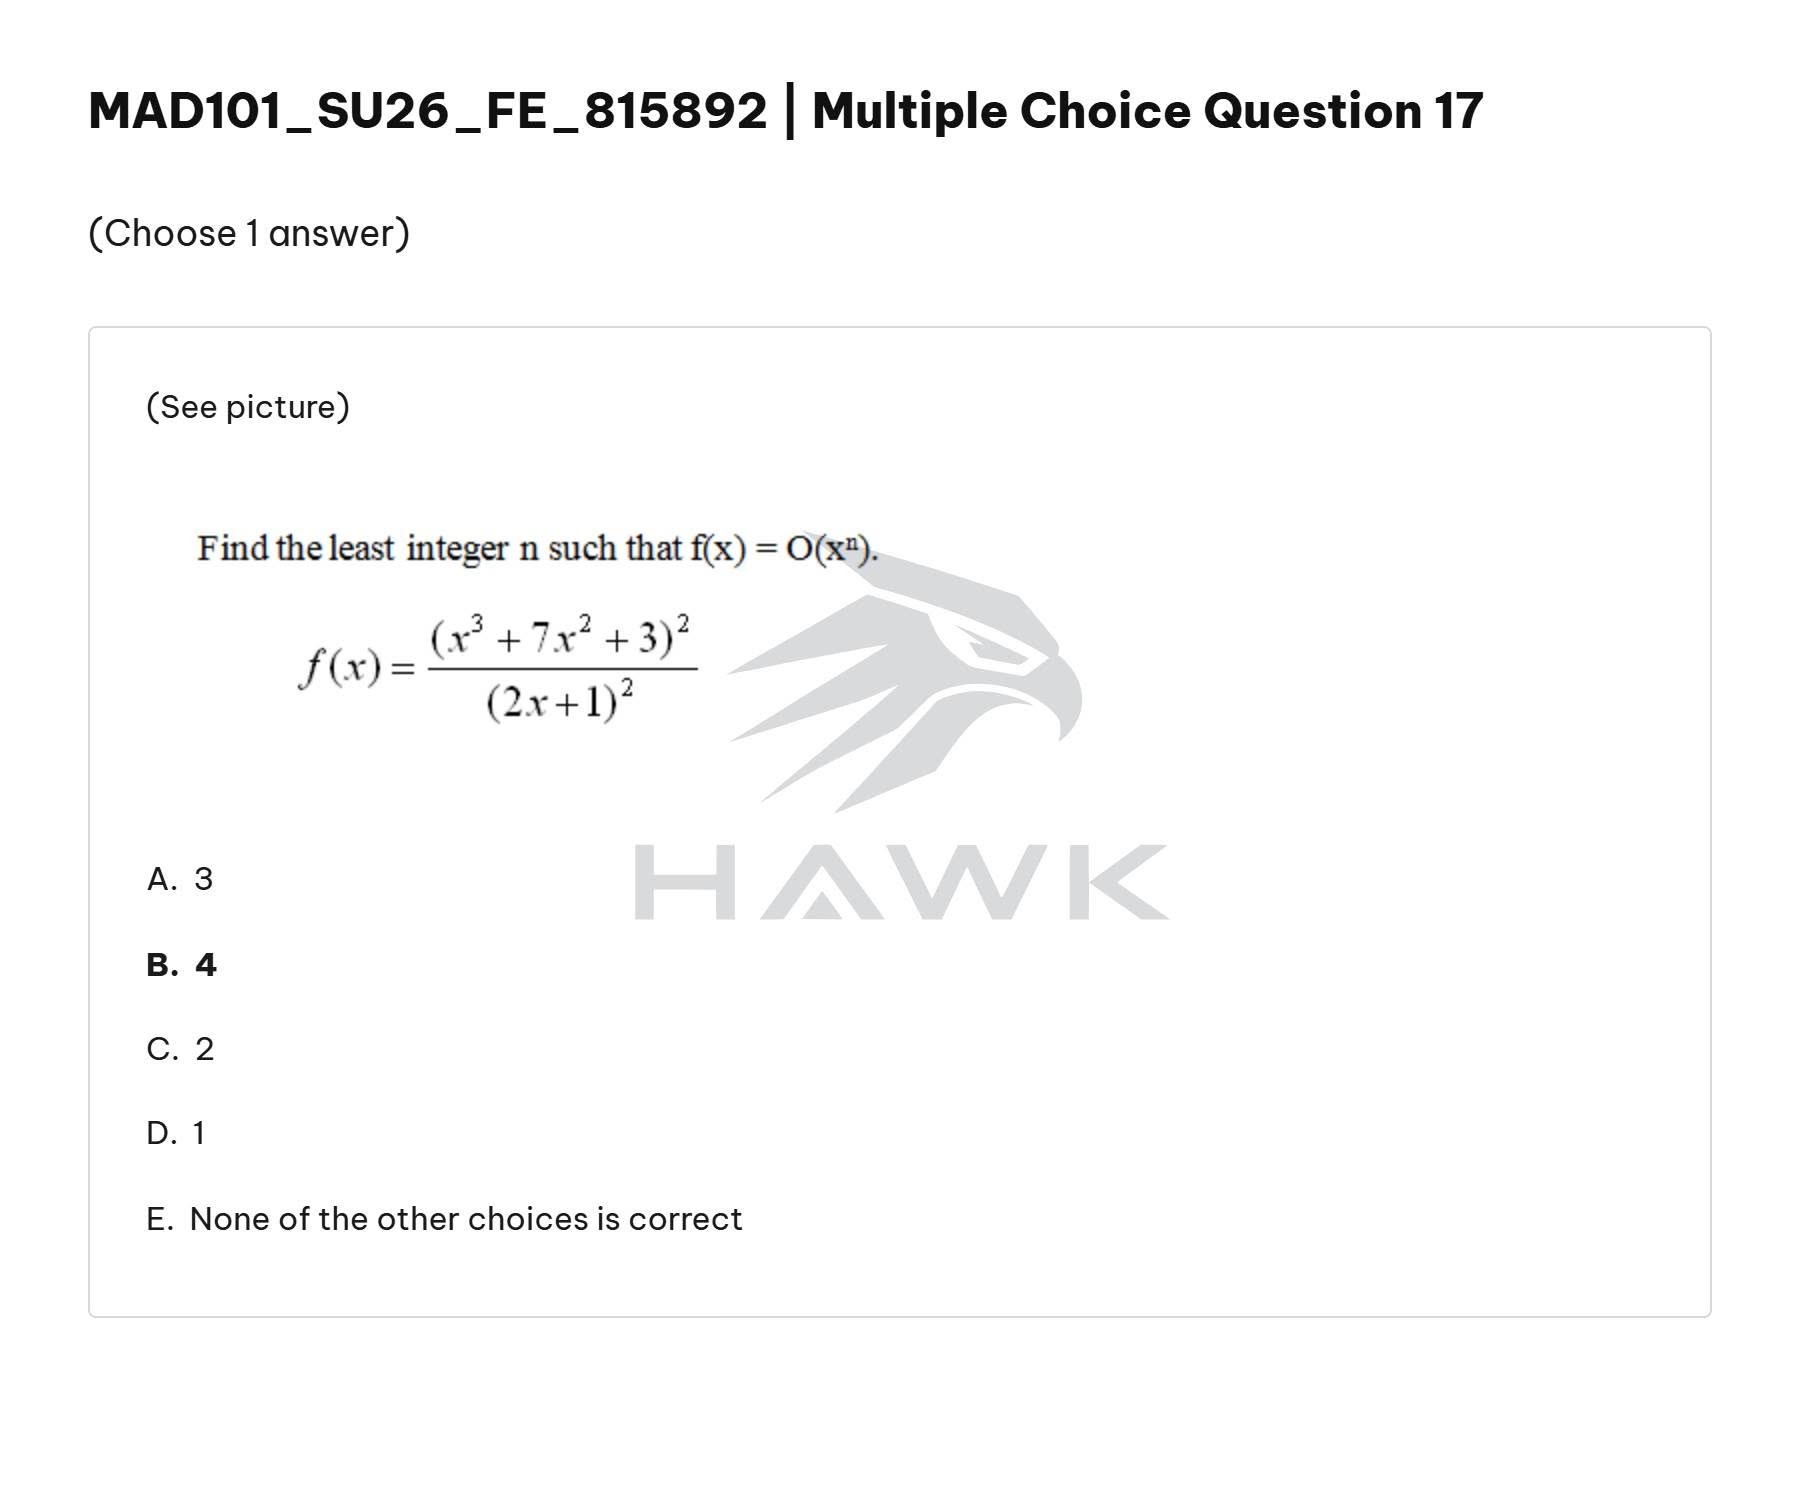 MAD101_SU26_FE_815892 | Multiple Choice Question 17
(Choose 1 answer)
(See picture)
Find the least integer n such that f(x) = O(xⁿ).
f(x) = (x³ + 7x² + 3)² / (2x+1)²
HAWK
A. 3
B. 4
C. 2
D. 1
E. None of the other choices is correct